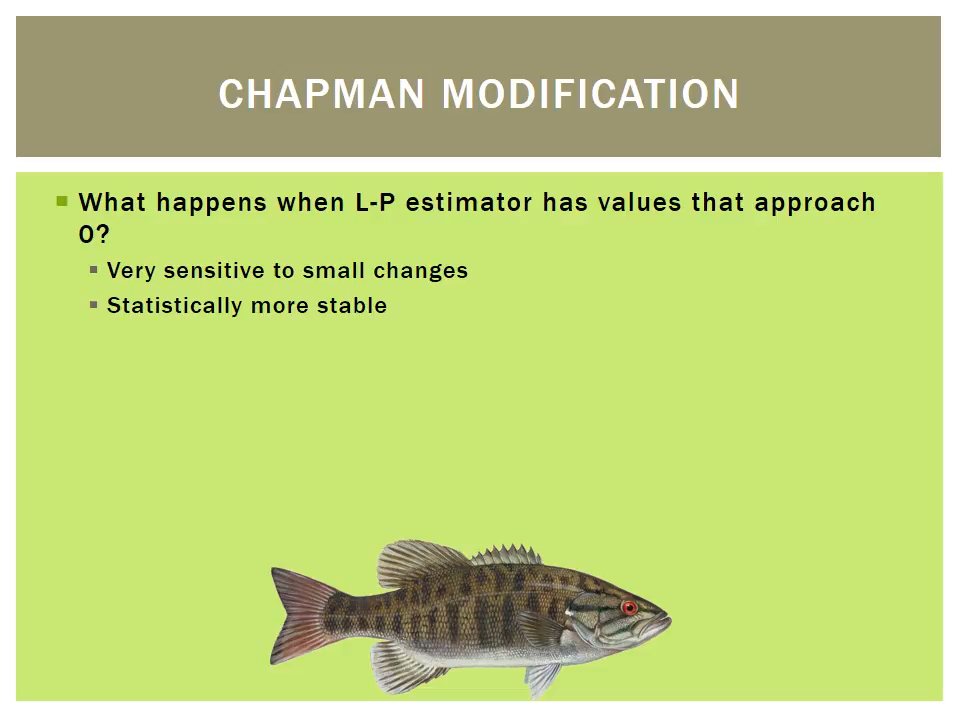 CHAPMAN MODIFICATION
What happens when L-P estimator has values that approach
0?
Very sensitive to small changes
Statistically more stable